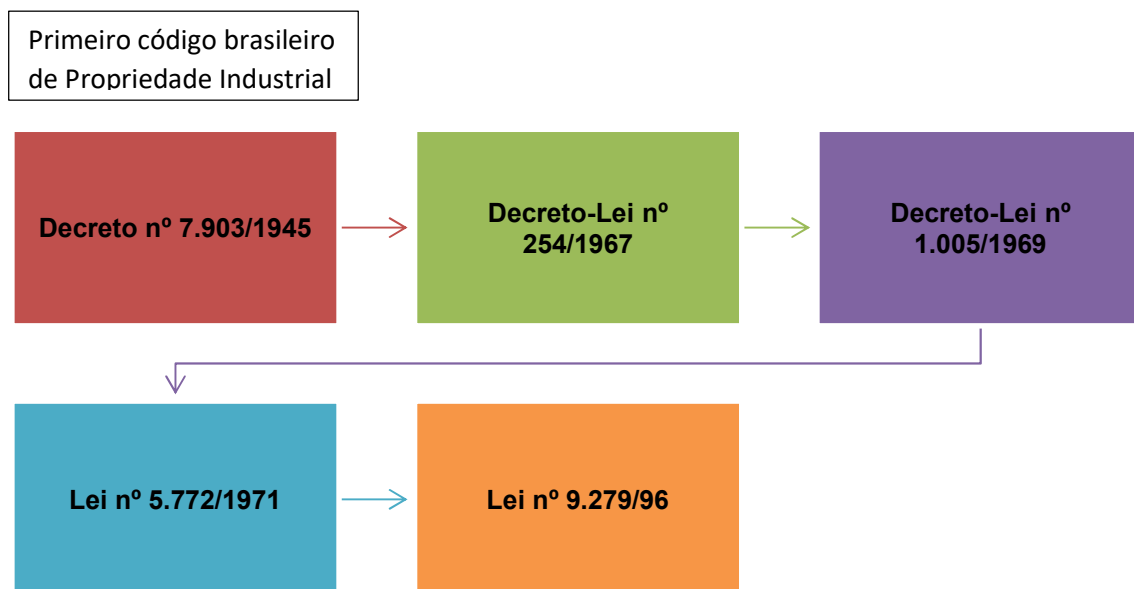 Primeiro código brasileiro
de Propriedade Industrial
Decreto nº 7.903/1945
Decreto-Lei nº
254/1967
Decreto-Lei nº
1.005/1969
Lei nº 5.772/1971
Lei nº 9.279/96